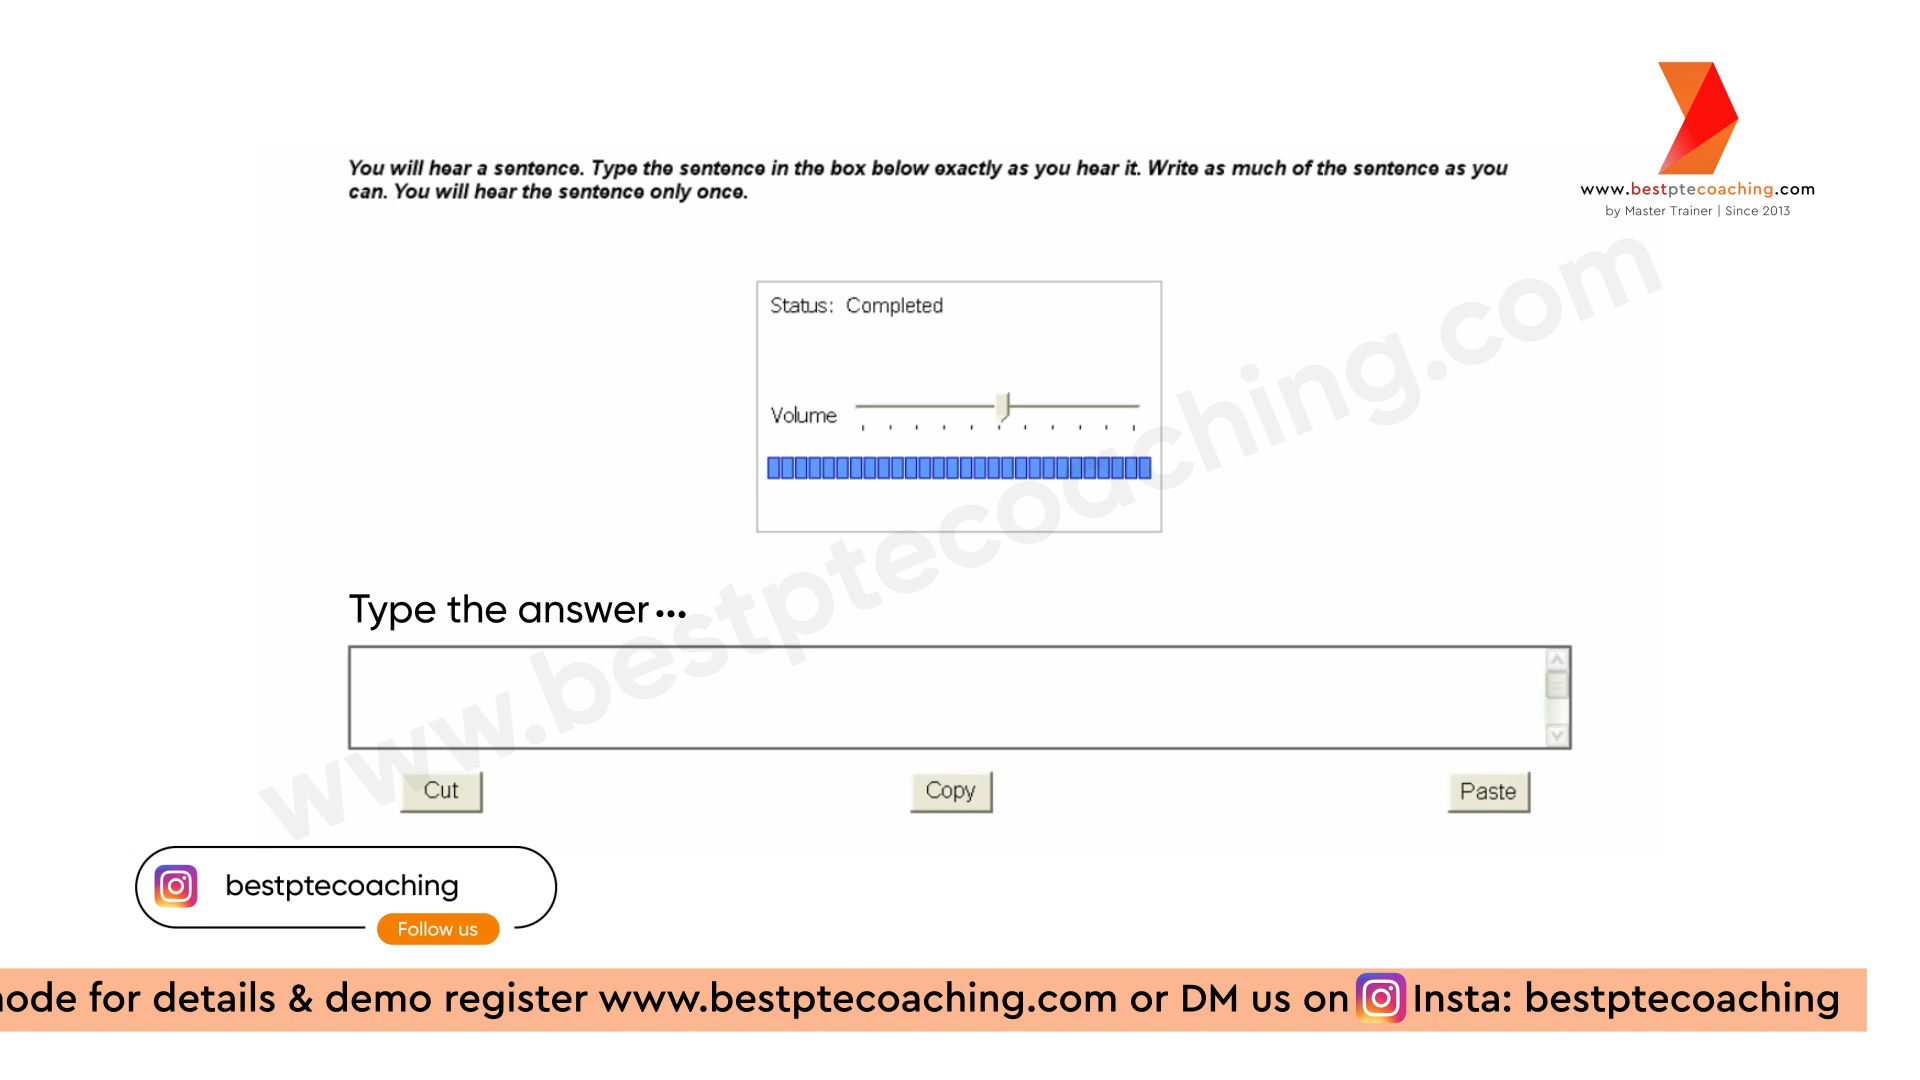 You will hear a sentence. Type the sentence in the box below exactly as you hear it. Write as much of the sentence as you
can. You will hear the sentence only once.
www.bestptecoaching.com
by Master Trainer | Since 2013
Status: Completed
Volume
www.bestptecoaching.com
Type the answer...
Cut
Copy
Paste
bestptecoaching
Follow us
for details & demo register www.bestptecoaching.com or DM us on Insta: bestptecoaching